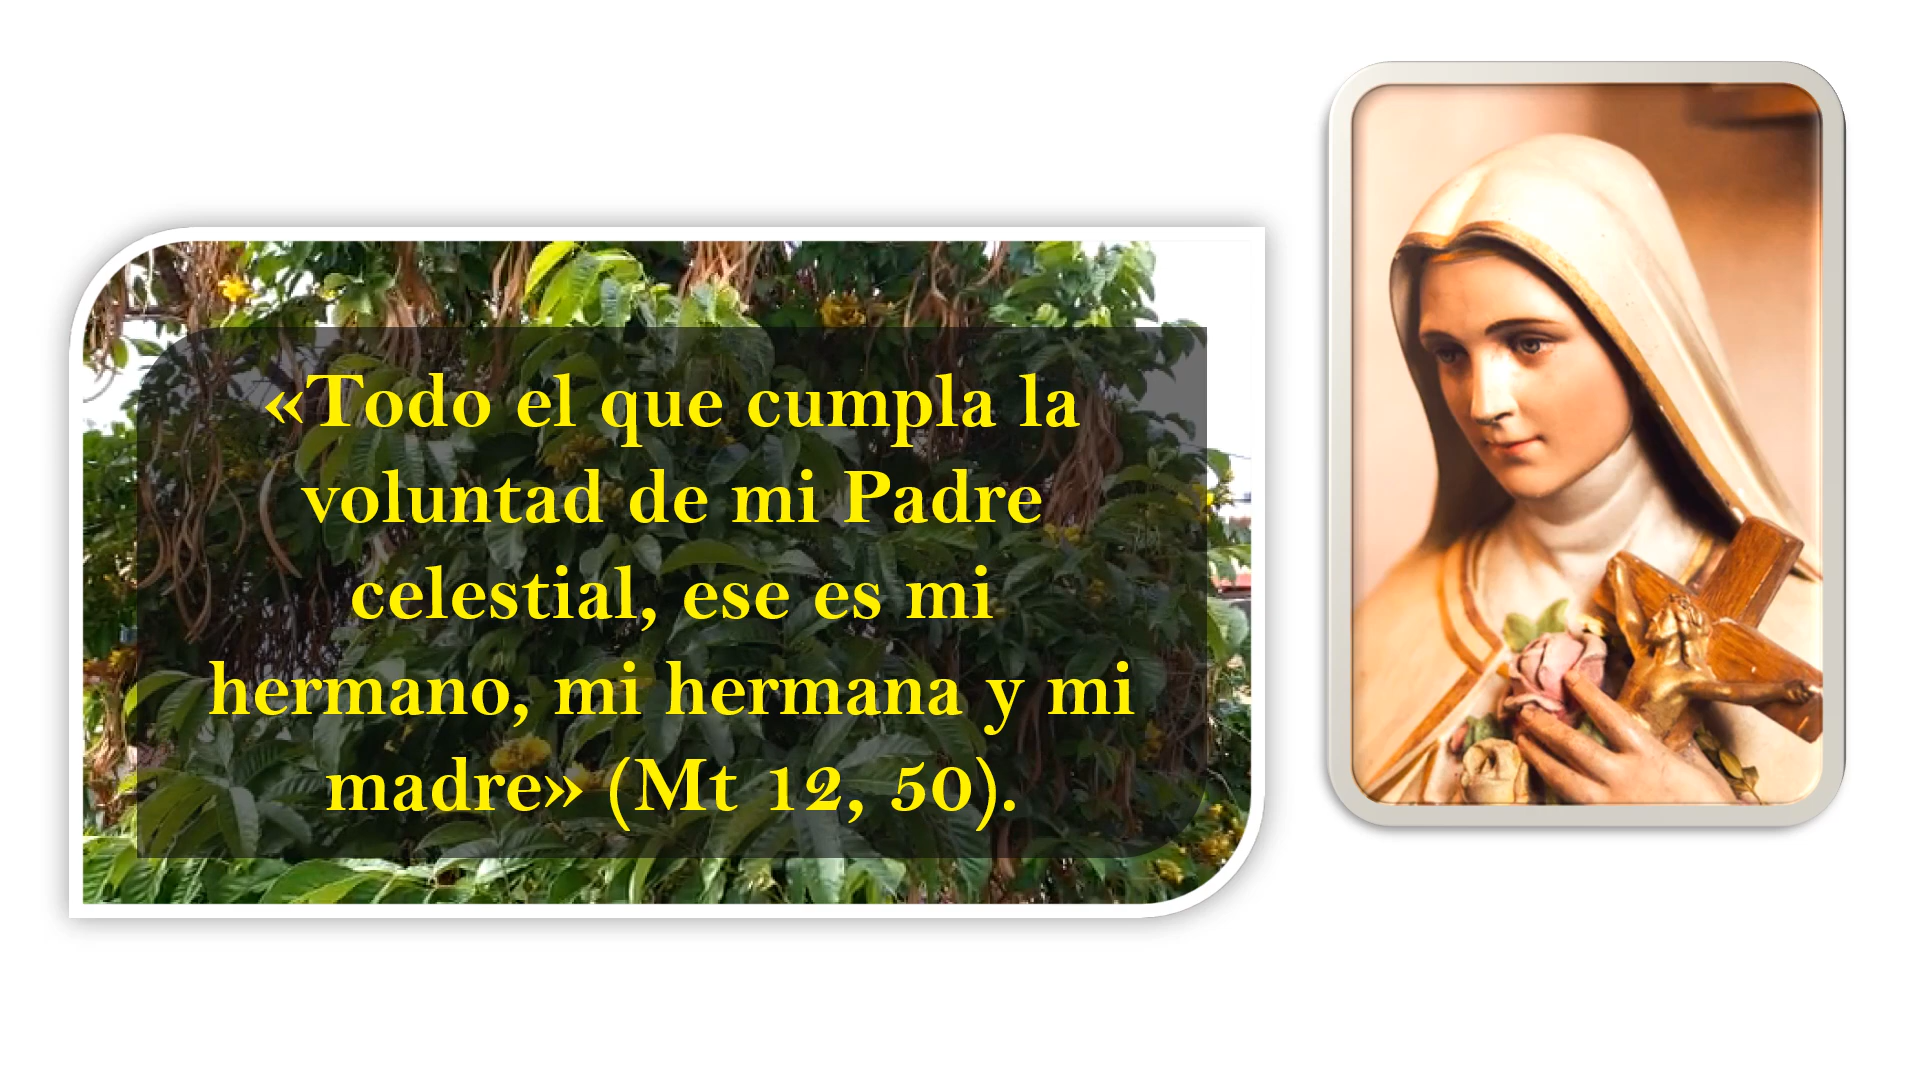 «Todo el que cumpla la
voluntad de mi Padre
celestial, ese es mi
hermano, mi hermana y mi
madre» (Mt 12, 50).